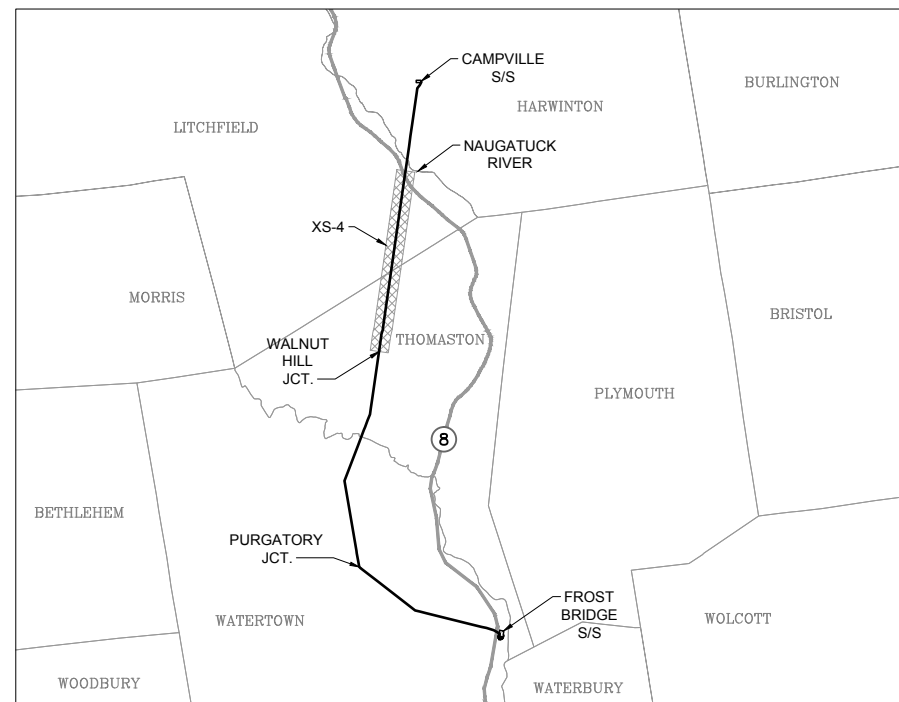 CAMPVILLE
S/S
BURLINGTON
HARWINTON
LITCHFIELD
NAUGATUCK
RIVER
XS-4
MORRIS
BRISTOL
WALNUT
HILL
JCT.
THOMASTON
PLYMOUTH
8
BETHLEHEM
PURGATORY
JCT.
FROST
BRIDGE
S/S
WATERTOWN
WOLCOTT
WOODBURY
WATERBURY